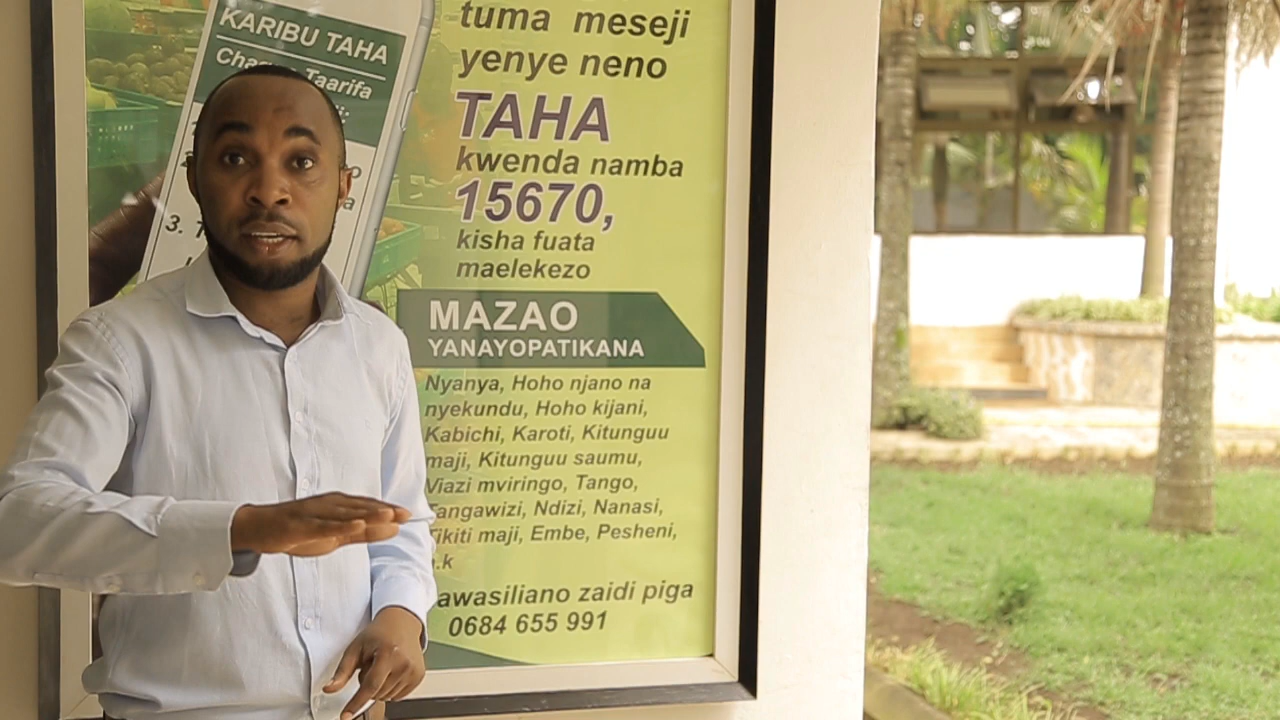 KARIBU TAHA
Taarifa
3.
tuma meseji
yenye neno
TAHA
kwenda namba
15670,
kisha fuata
maelekezo
MAZAO
YANAYOPATIKANA
Nyanya, Hoho njano na
nyekundu, Hoho kijani,
Kabichi, Karoti, Kitunguu
maji, Kitunguu saumu,
Viazi mviringo, Tango,
Tangawizi, Ndizi, Nanasi,
Tikiti maji, Embe, Pesheni,
.k
awasiliano zaidi piga
0684 655 991